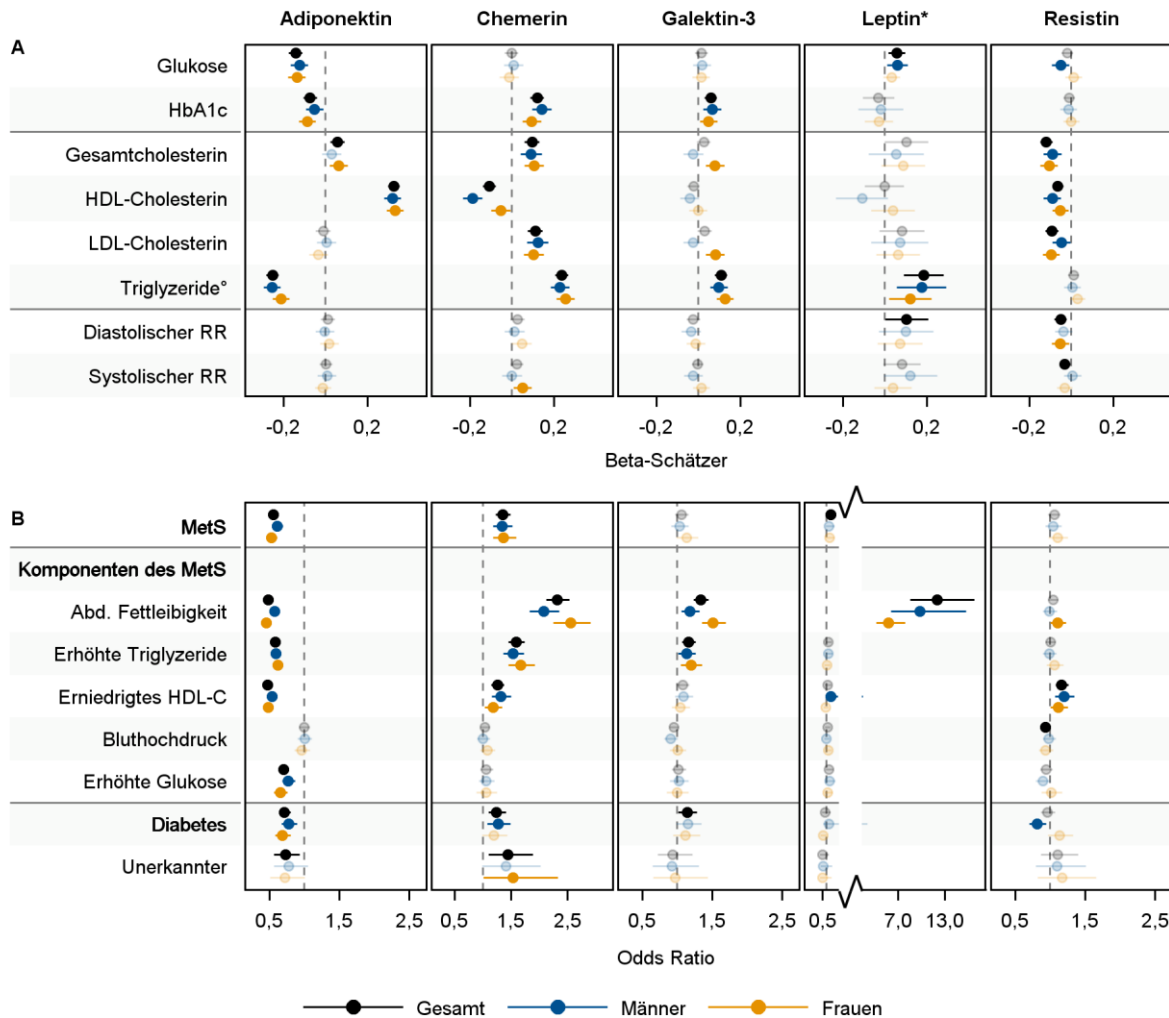 Adiponektin Chemerin Galektin-3 Leptin* Resistin
A
Glukose
HbA1c
Gesamtcholesterin
HDL-Cholesterin
LDL-Cholesterin
Triglyzeride°
Diastolischer RR
Systolischer RR
-0,2 0,2 -0,2 0,2 -0,2 0,2 -0,2 0,2 -0,2 0,2
Beta-Schätzer
B
MetS
Komponenten des MetS
Abd. Fettleibigkeit
Erhöhte Triglyzeride
Erniedrigtes HDL-C
Bluthochdruck
Erhöhte Glukose
Diabetes
Unerkannter
0,5 1,5 2,5 0,5 1,5 2,5 0,5 1,5 2,5 0,5 7,0 13,0 0,5 1,5 2,5
Odds Ratio
Gesamt Männer Frauen